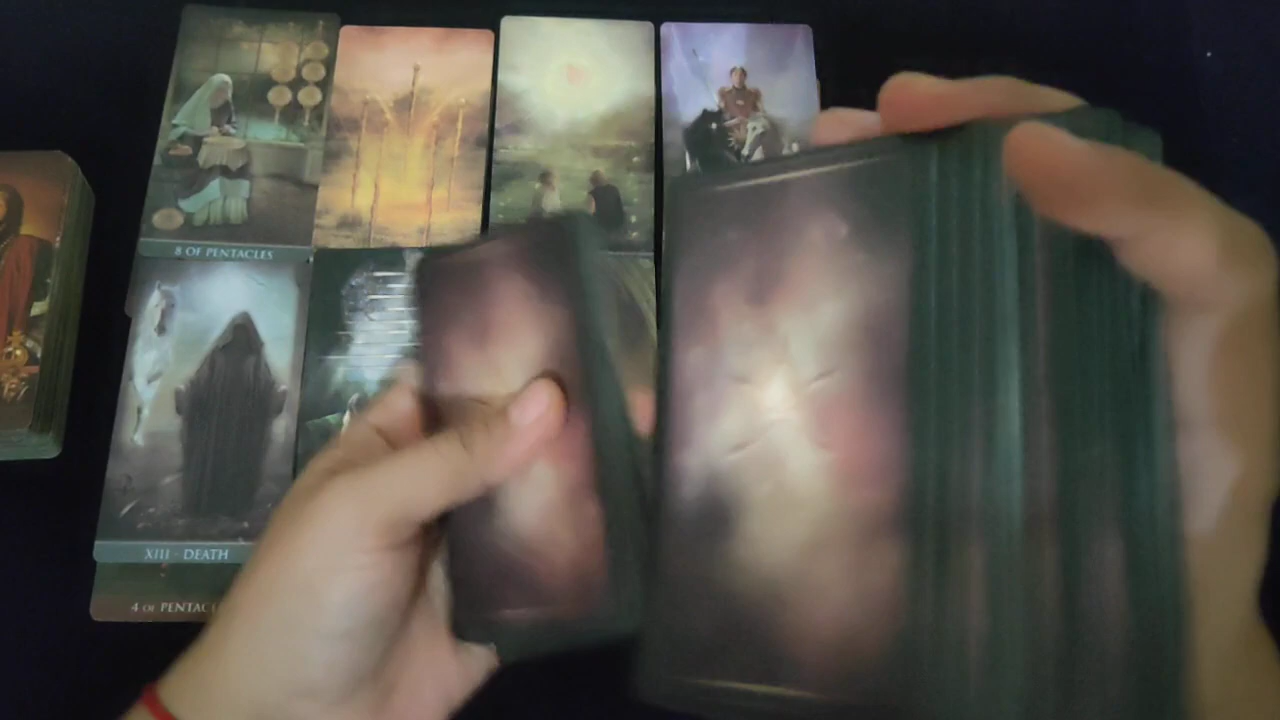 8 OF PENTACLES
XIII · DEATH
4 OF PENTAC